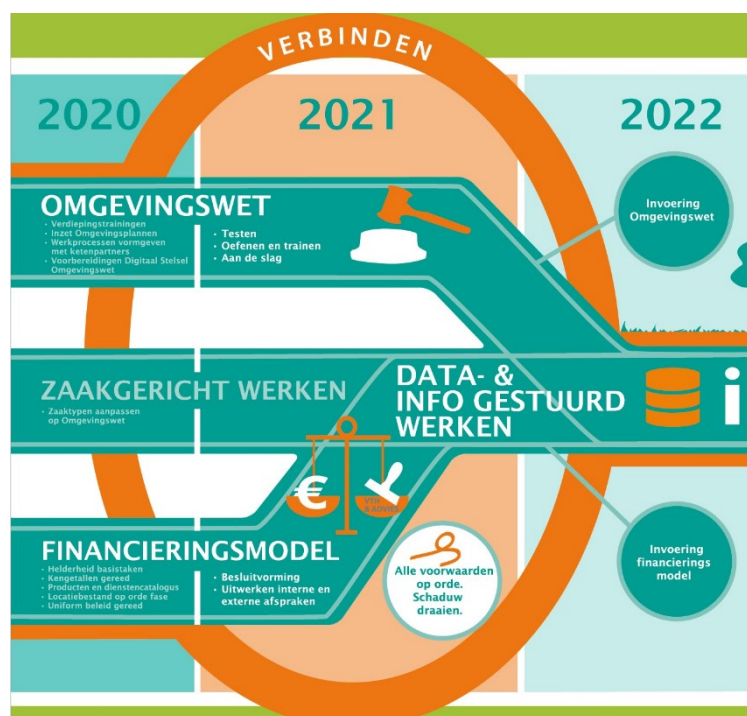 VERBINDEN
2020
2021
2022
OMGEVINGSWET
• Verdiepingstrainingen
• Inzet Omgevingsplannen
• Werkprocessen vormgeven
met ketenpartners
• Voorbereidingen Digitaal Stelsel
Omgevingswet
• Testen
• Oefenen en trainen
• Aan de slag
Invoering
Omgevingswet
ZAAKGERICHT WERKEN
• Zaaktypen aanpassen
op Omgevingswet
DATA- &
INFO GESTUURD
WERKEN
i
€
VTH
& ADVIES
FINANCIERINGSMODEL
• Helderheid basistaken
• Kengetallen gereed
• Producten en dienstencatalogus
• Locatiebestand op orde fase
• Uniform beleid gereed
• Besluitvorming
• Uitwerken interne en
externe afspraken
Alle voorwaarden
op orde.
Schaduw
draaien.
Invoering
financierings
model